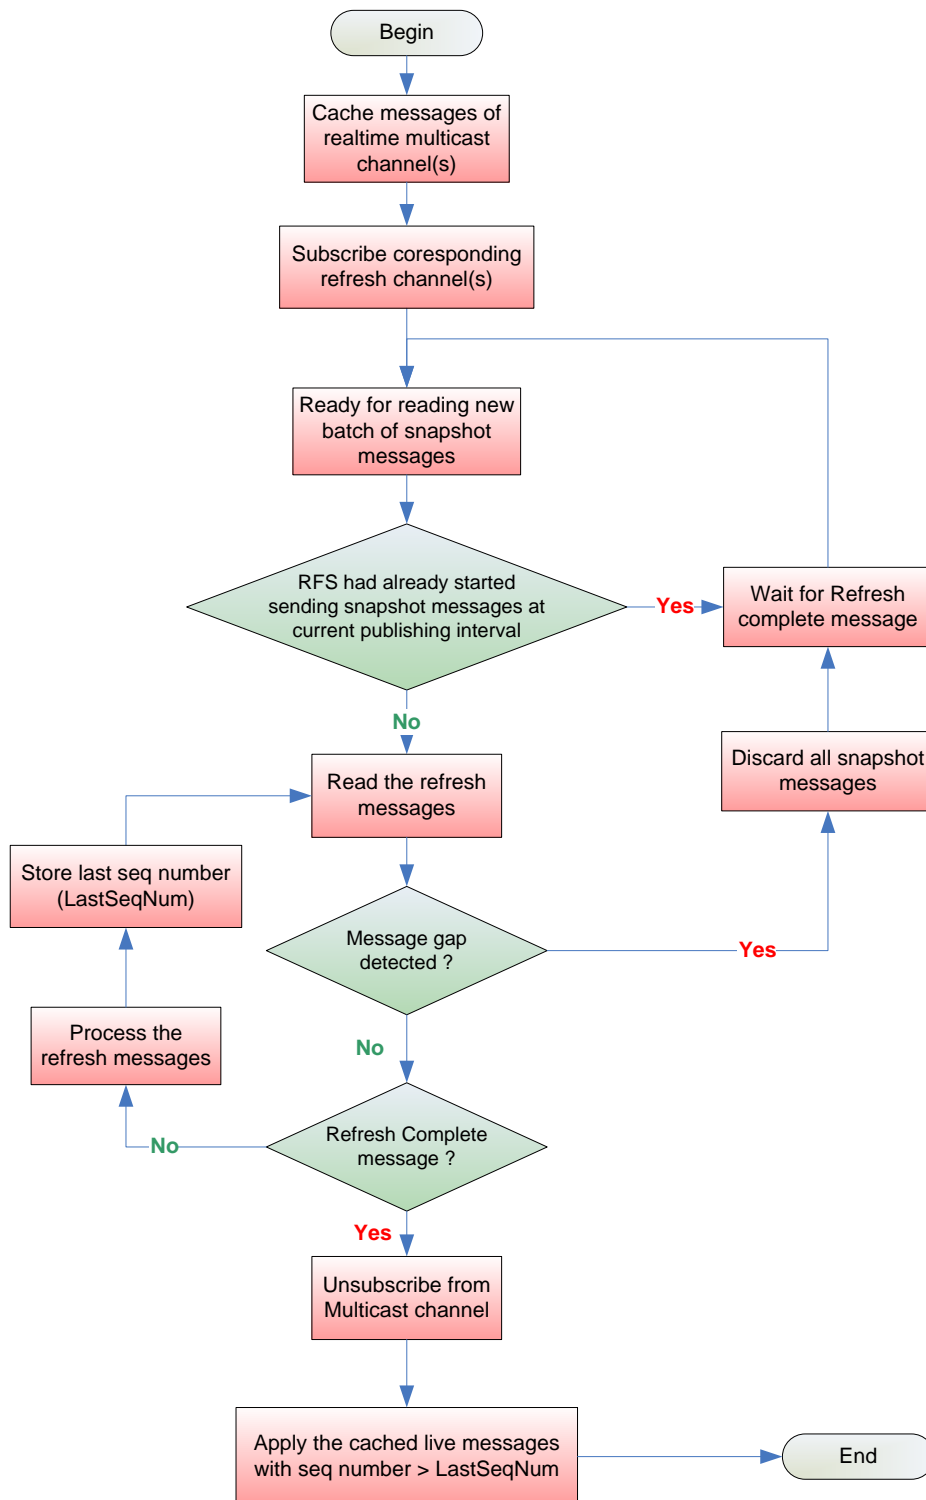 Begin
Cache messages of
realtime multicast
channel(s)
Subscribe coresponding
refresh channel(s)
Ready for reading new
batch of snapshot
messages
RFS had already started
sending snapshot messages at
current publishing interval
Yes
Wait for Refresh
complete message
No
Read the refresh
messages
Discard all snapshot
messages
Store last seq number
(LastSeqNum)
Message gap
detected ?
Yes
Process the
refresh messages
No
Refresh Complete
message ?
No
Yes
Unsubscribe from
Multicast channel
Apply the cached live messages
with seq number > LastSeqNum
End